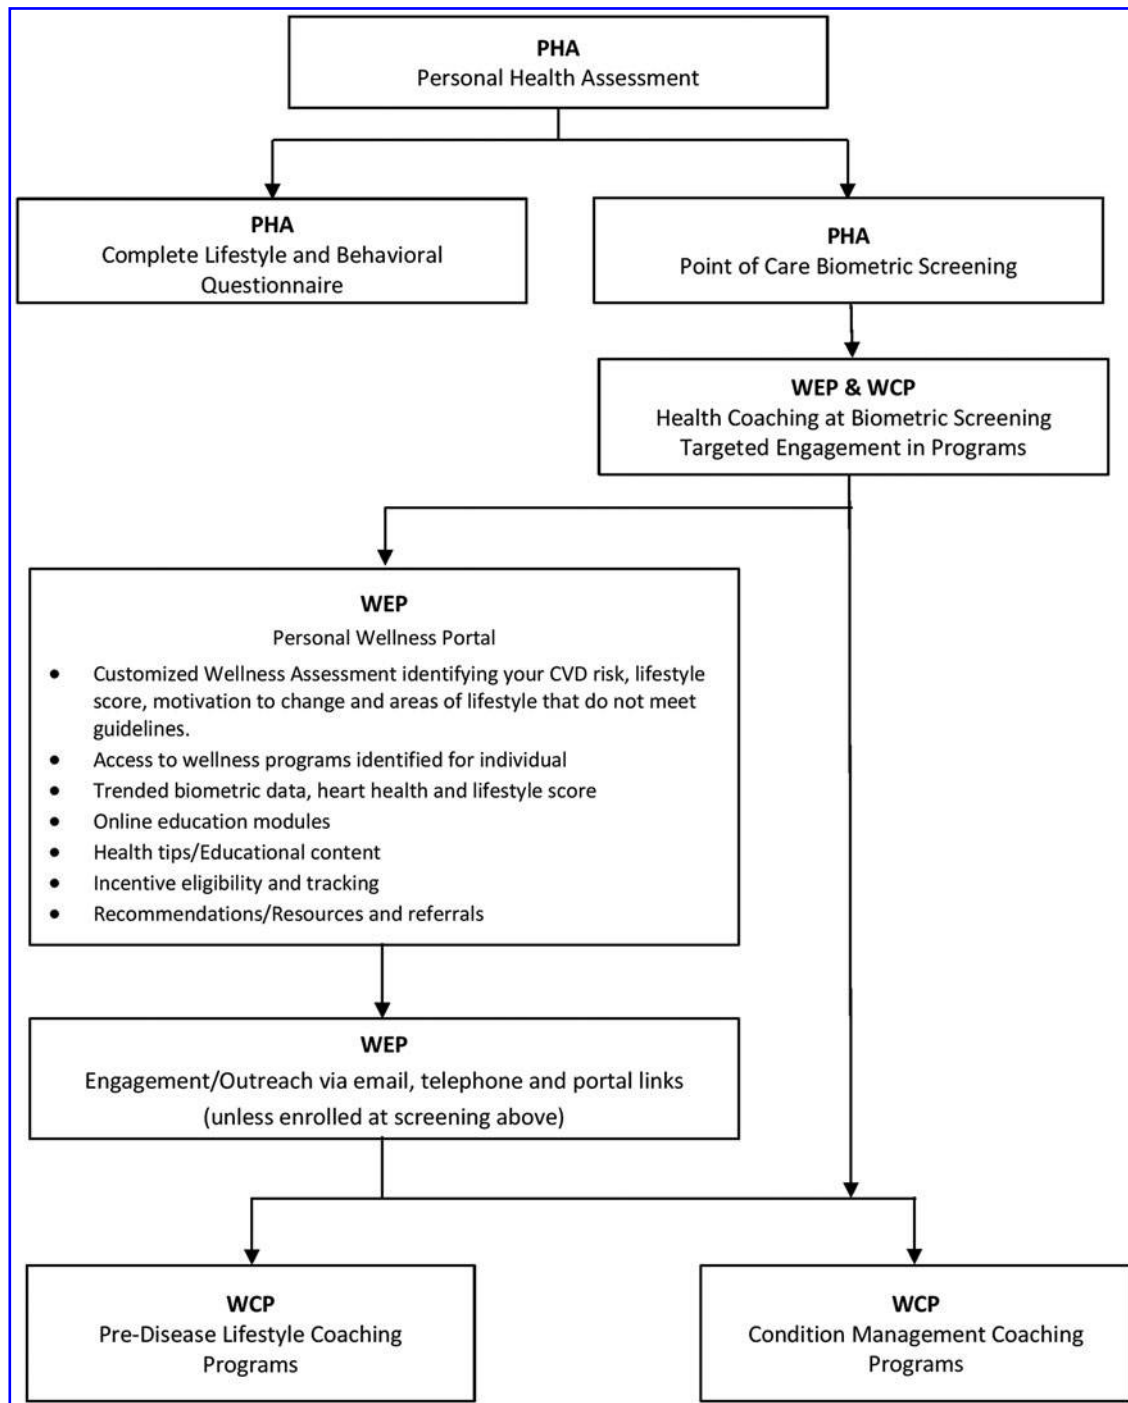 PHA
Personal Health Assessment
PHA
Complete Lifestyle and Behavioral
Questionnaire
PHA
Point of Care Biometric Screening
WEP & WCP
Health Coaching at Biometric Screening
Targeted Engagement in Programs
WEP
Personal Wellness Portal
• Customized Wellness Assessment identifying your CVD risk, lifestyle
score, motivation to change and areas of lifestyle that do not meet
guidelines.
• Access to wellness programs identified for individual
• Trended biometric data, heart health and lifestyle score
• Online education modules
• Health tips/Educational content
• Incentive eligibility and tracking
• Recommendations/Resources and referrals
WEP
Engagement/Outreach via email, telephone and portal links
(unless enrolled at screening above)
WCP
Pre-Disease Lifestyle Coaching
Programs
WCP
Condition Management Coaching
Programs